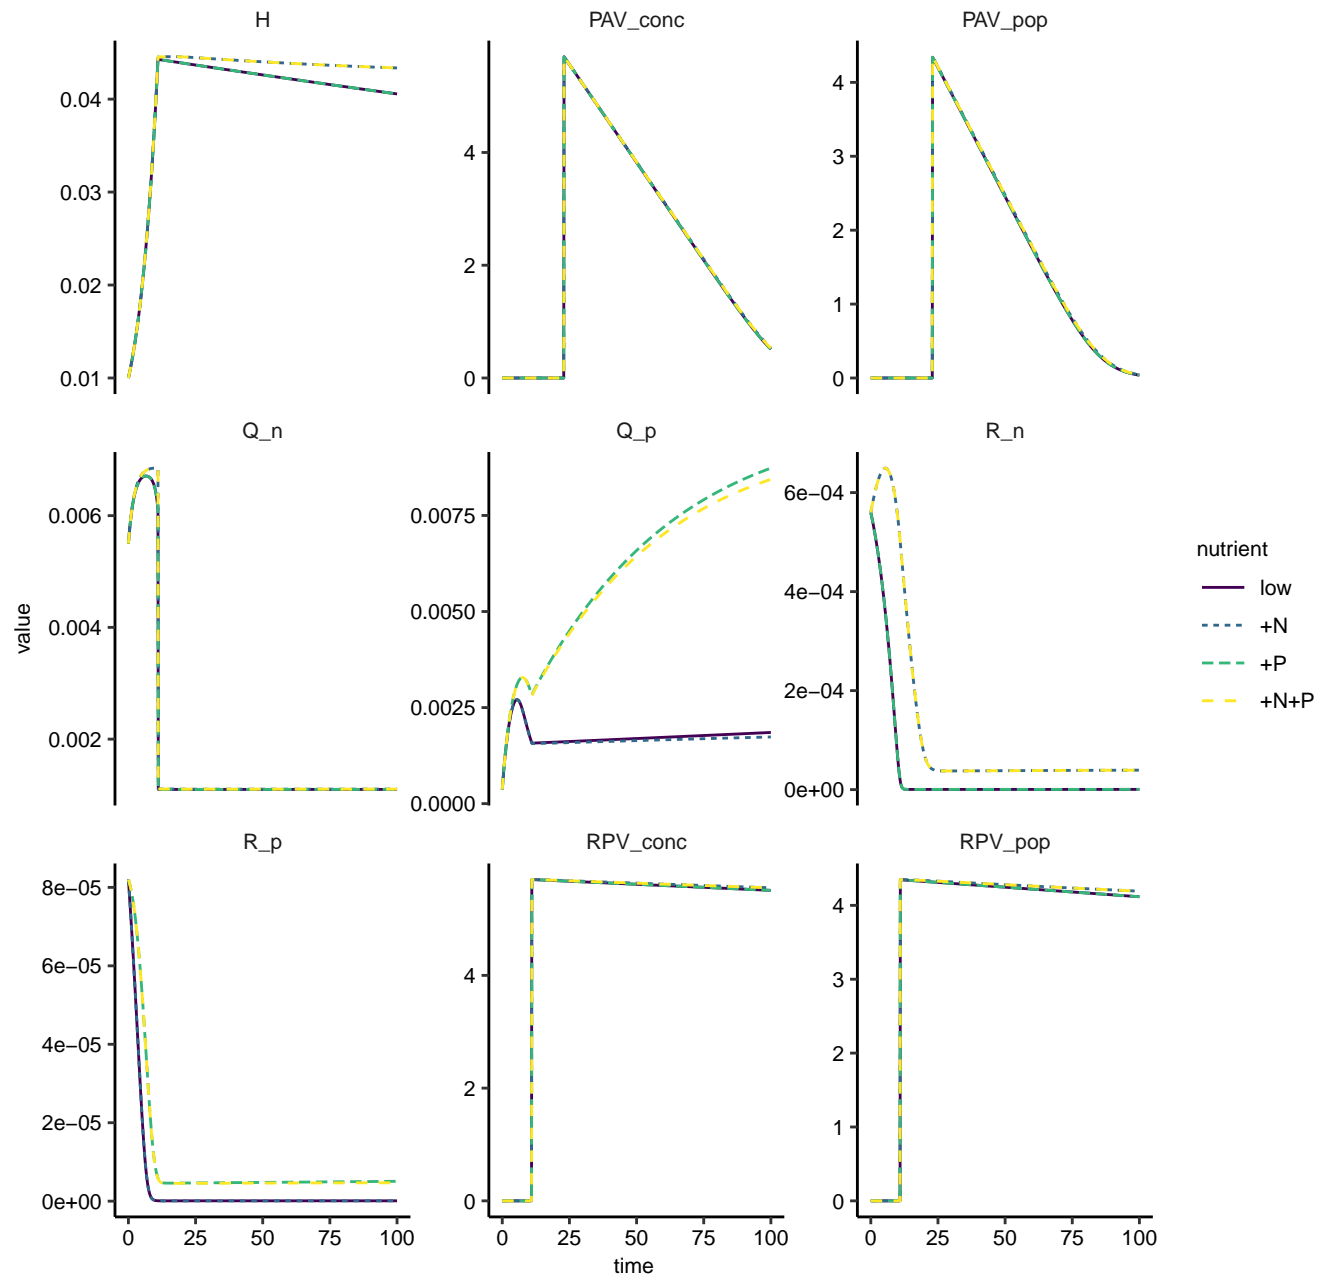 H PAV_conc PAV_pop
0.04
0.03
0.02
0.01
4
2
0
4
3
2
1
0
Q_n Q_p R_n
value
0.006
0.004
0.002
0.0075
0.0050
0.0025
0.0000
6e−04
4e−04
2e−04
0e+00
nutrient
low
+N
+P
+N+P
R_p RPV_conc RPV_pop
8e−05
6e−05
4e−05
2e−05
0e+00
4
2
0
4
3
2
1
0
0 25 50 75 100 0 25 50 75 100 0 25 50 75 100
time